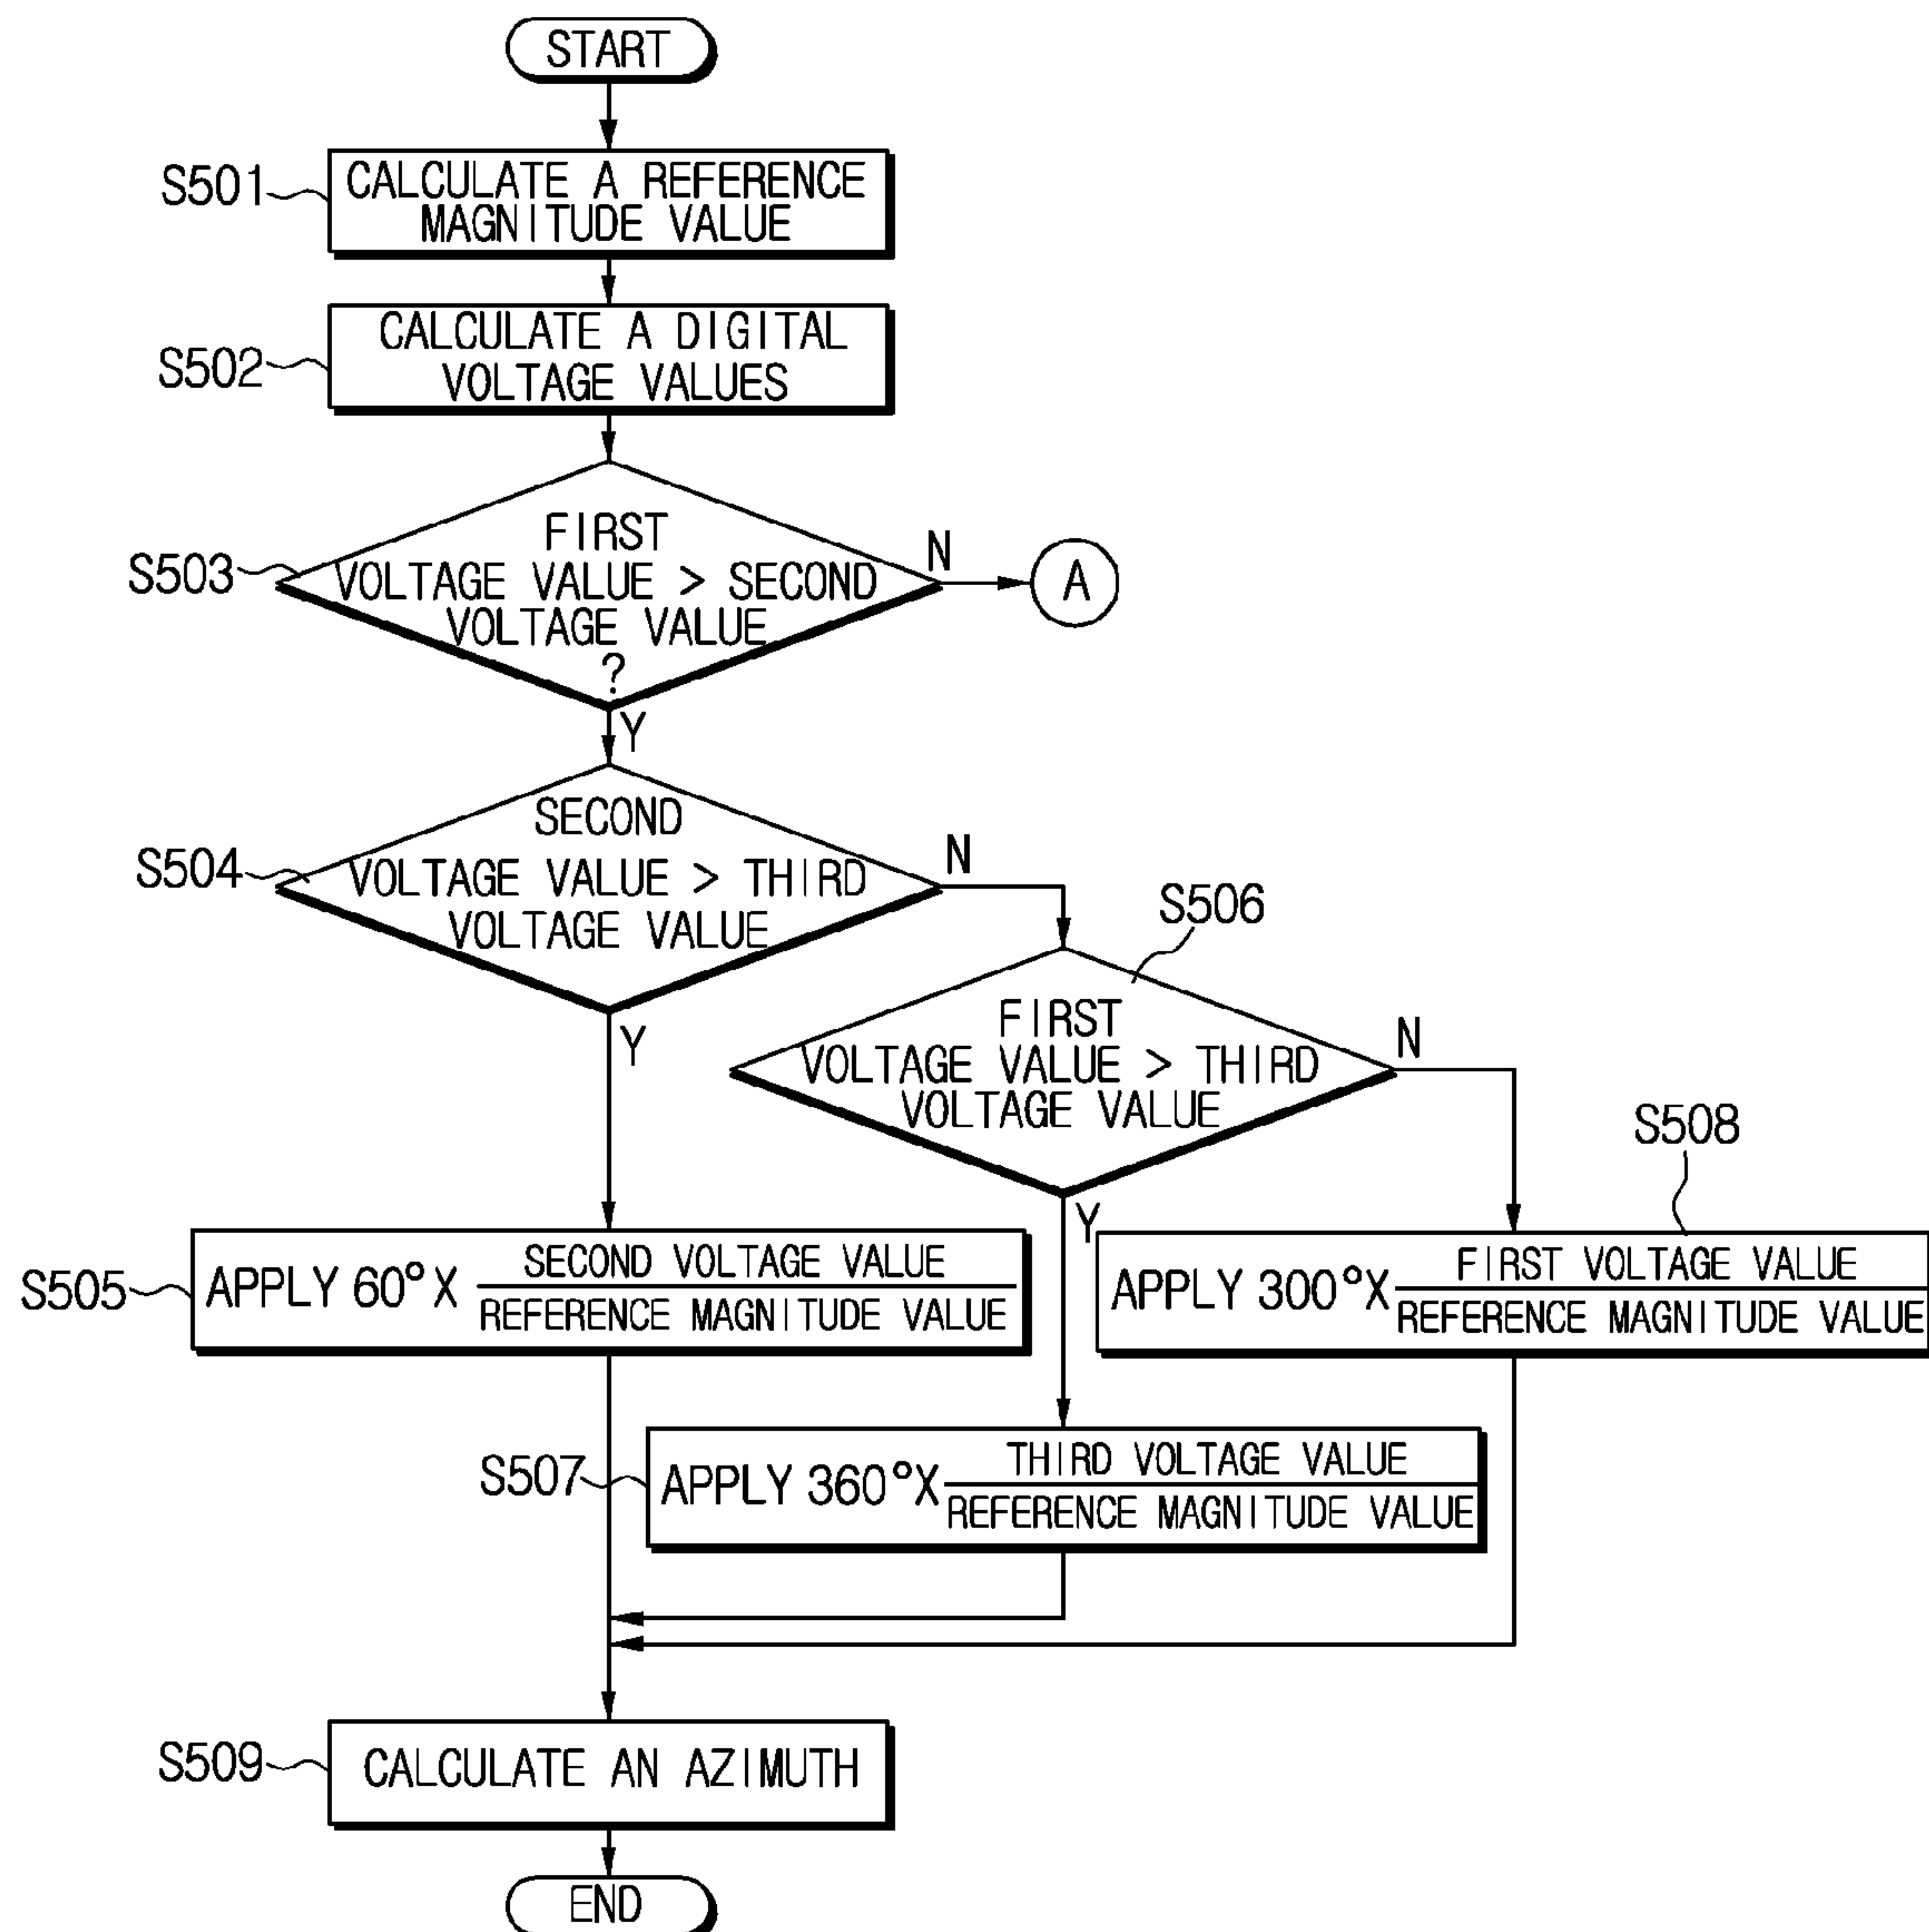 START
S501
CALCULATE A REFERENCE
MAGNITUDE VALUE
S502
CALCULATE A DIGITAL
VOLTAGE VALUES
S503
FIRST
VOLTAGE VALUE > SECOND
VOLTAGE VALUE
?
N
A
Y
S504
SECOND
VOLTAGE VALUE > THIRD
VOLTAGE VALUE
N
Y
S506
FIRST
VOLTAGE VALUE > THIRD
VOLTAGE VALUE
N
Y
S505
APPLY 60°X SECOND VOLTAGE VALUE
REFERENCE MAGNITUDE VALUE
S508
APPLY 300°X FIRST VOLTAGE VALUE
REFERENCE MAGNITUDE VALUE
S507
APPLY 360°X THIRD VOLTAGE VALUE
REFERENCE MAGNITUDE VALUE
S509
CALCULATE AN AZIMUTH
END